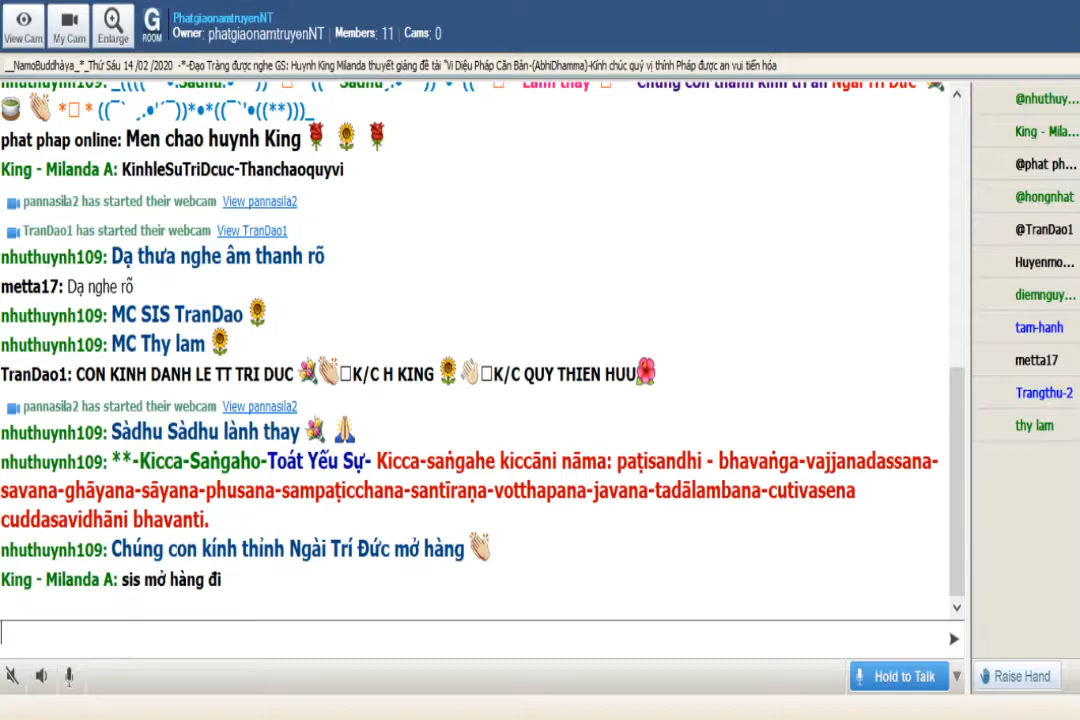 View Cam
My Cam
Enlarge
G ROOM
PhatgiaonamtruyenNT
Owner: phatgiaonamtruyenNT | Members: 11 | Cams: 0
__NamoBuddhàya_*_Thứ Sáu 14 /02 /2020 -*-Đạo Tràng được nghe GS: Huynh King Milanda thuyết giảng đề tài "Vi Diệu Pháp Căn Bản-(AbhiDhamma)-Kính chúc quý vị thính Pháp được an vui tiến hóa
phat phap online: Men chao huynh King
King - Milanda A: KinhleSuTriDcuc-Thanchaoquyvi
pannasila2 has started their webcam View pannasila2
TranDao1 has started their webcam View TranDao1
nhuthuynh109: Dạ thưa nghe âm thanh rõ
metta17: Dạ nghe rõ
nhuthuynh109: MC SIS TranDao
nhuthuynh109: MC Thy lam
TranDao1: CON KINH DANH LE TT TRI DUC K/C H KING K/C QUY THIEN HUU
pannasila2 has started their webcam View pannasila2
nhuthuynh109: Sàdhu Sàdhu lành thay
nhuthuynh109: **-Kicca-Saṅgaho-Toát Yếu Sự- Kicca-saṅgahe kiccāni nāma: paṭisandhi - bhavaṅga-vajjanadassana-
savana-ghāyana-sāyana-phusana-sampaṭicchana-santīraṇa-votthapana-javana-tadālambana-cutivasena
cuddasavidhāni bhavanti.
nhuthuynh109: Chúng con kính thỉnh Ngài Trí Đức mở hàng
King - Milanda A: sis mở hàng đi
@nhuthuy...
King - Mila...
@phat ph...
@hongnhat
@TranDao1
Huyenmo...
diemnguy...
tam-hanh
metta17
Trangthu-2
thy lam
Hold to Talk
Raise Hand